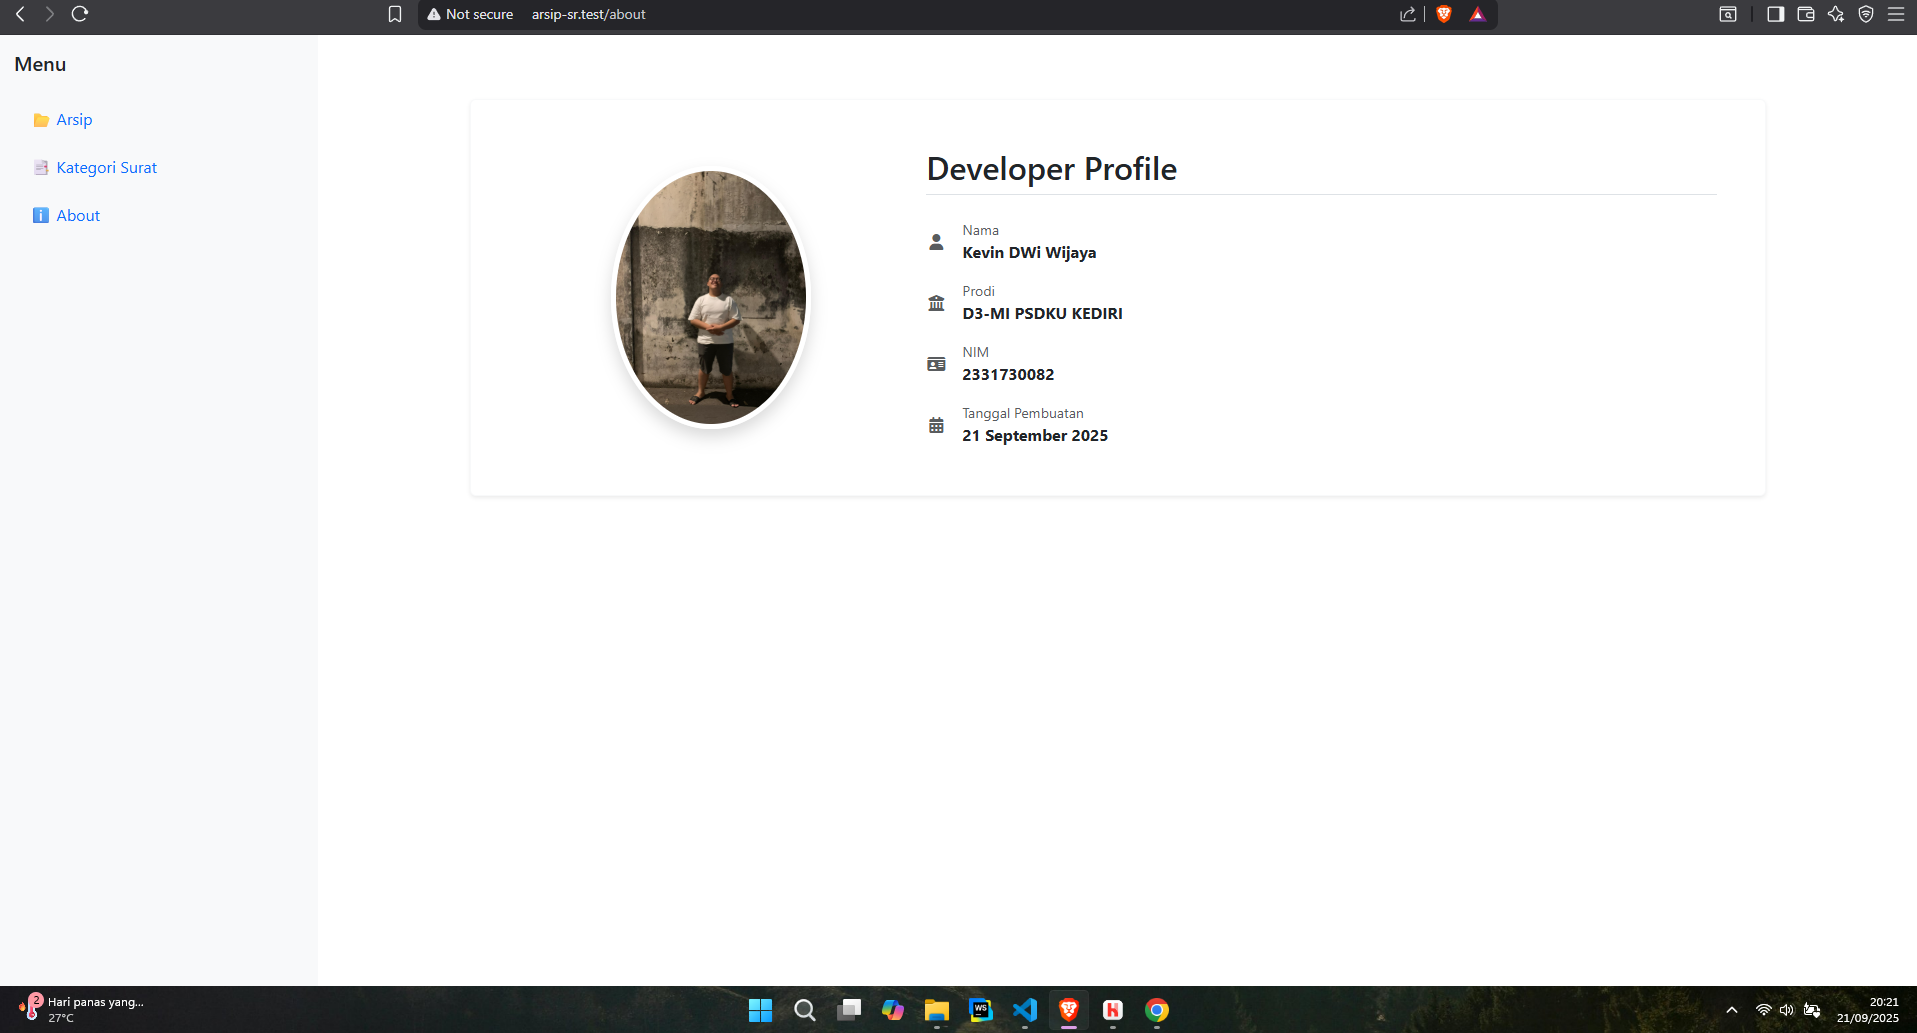 Not secure arsip-sr.test/about
Menu
Arsip
Kategori Surat
About
Developer Profile
Nama
Kevin DWi Wijaya
Prodi
D3-MI PSDKU KEDIRI
NIM
2331730082
Tanggal Pembuatan
21 September 2025
2
Hari panas yang...
27°C
WS
H
20:21
21/09/2025